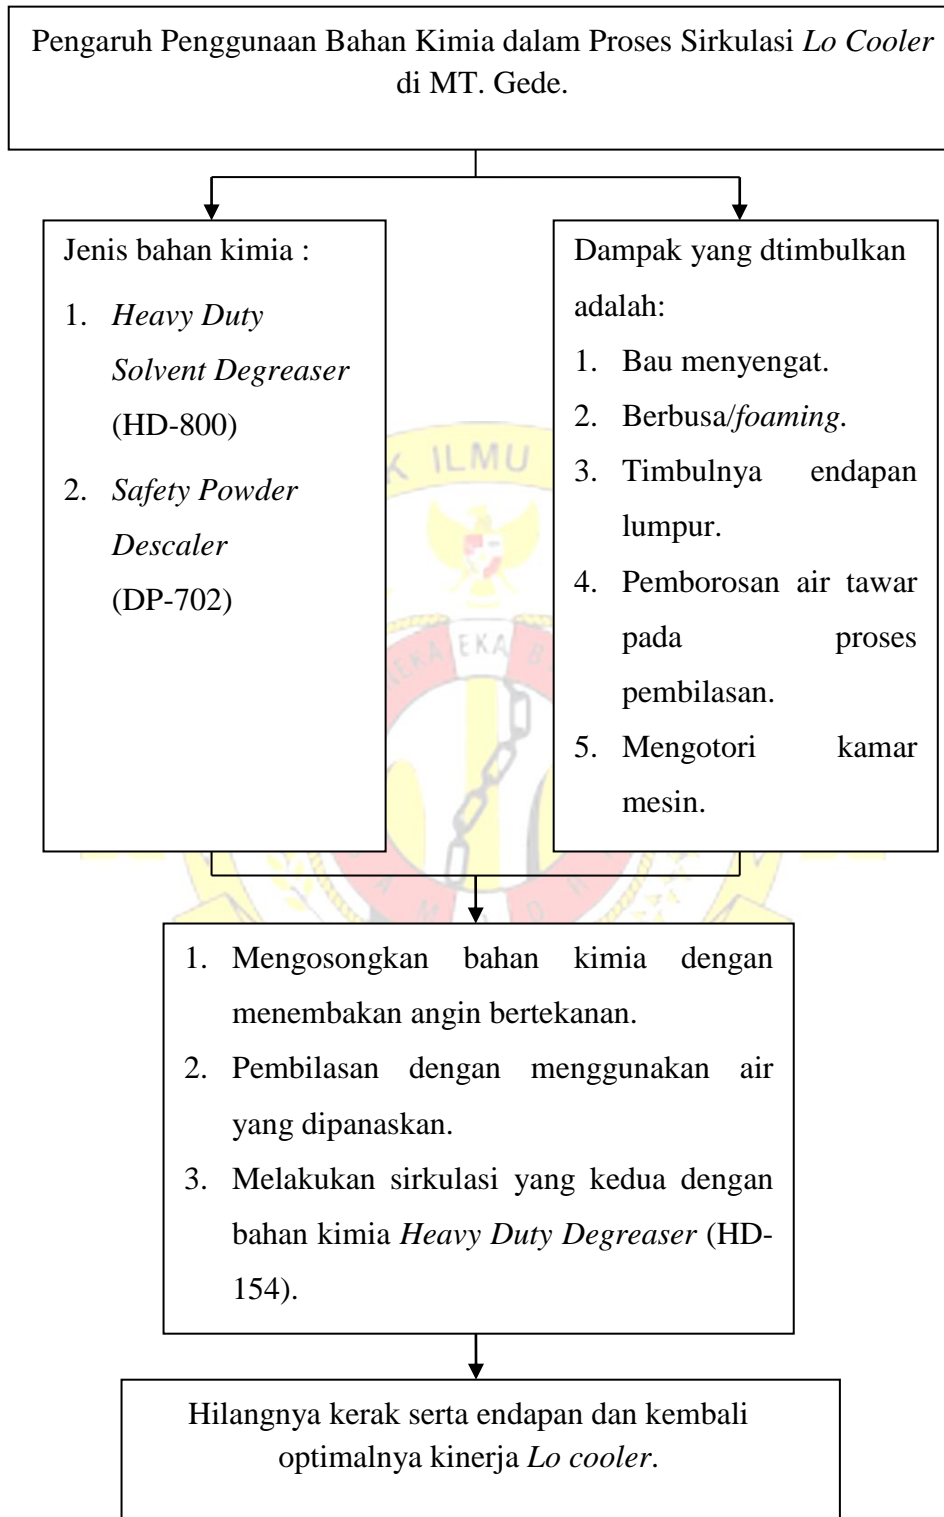 Pengaruh Penggunaan Bahan Kimia dalam Proses Sirkulasi Lo Cooler
di MT. Gede.
Jenis bahan kimia :
1. Heavy Duty
Solvent Degreaser
(HD-800)
2. Safety Powder
Descaler
(DP-702)
Dampak yang dtimbulkan
adalah:
1. Bau menyengat.
2. Berbusa/foaming.
3. Timbulnya endapan
lumpur.
4. Pemborosan air tawar
pada proses
pembilasan.
5. Mengotori kamar
mesin.
K ILMU
EKA EKA B
1. Mengosongkan bahan kimia dengan
menembakan angin bertekanan.
2. Pembilasan dengan menggunakan air
yang dipanaskan.
3. Melakukan sirkulasi yang kedua dengan
bahan kimia Heavy Duty Degreaser (HD-
154).
Hilangnya kerak serta endapan dan kembali
optimalnya kinerja Lo cooler.